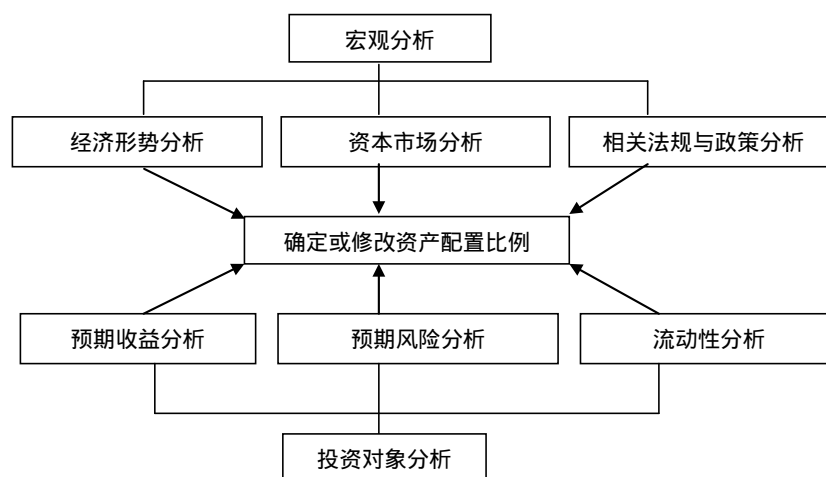 宏观分析
经济形势分析
资本市场分析
相关法规与政策分析
确定或修改资产配置比例
预期收益分析
预期风险分析
流动性分析
投资对象分析